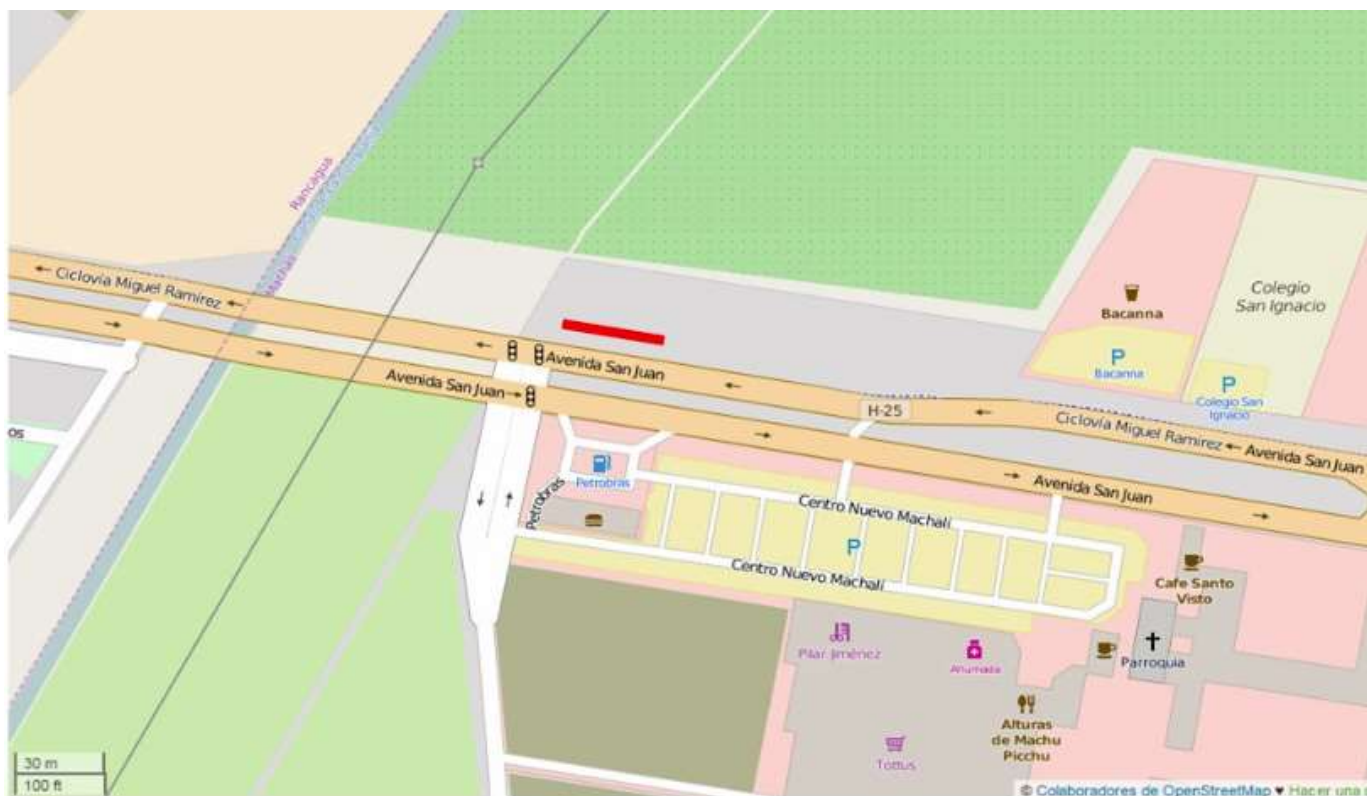 Rancagua
Machalí
Ciclovía Miguel Ramírez
Bacanna
Colegio
San Ignacio
P
Bacanna
P
Colegio San
Ignacio
Avenida San Juan
Avenida San Juan
H-25
Ciclovía Miguel Ramírez
Avenida San Juan
os
Petrobras
Petrobras
Avenida San Juan
Centro Nuevo Machalí
P
Centro Nuevo Machalí
Cafe Santo
Visto
Pilar Jiménez
Ahumada
Parroquia
Alturas
de Machu
Picchu
Tottus
30 m
100 ft
© Colaboradores de OpenStreetMap ♥ Hacer una